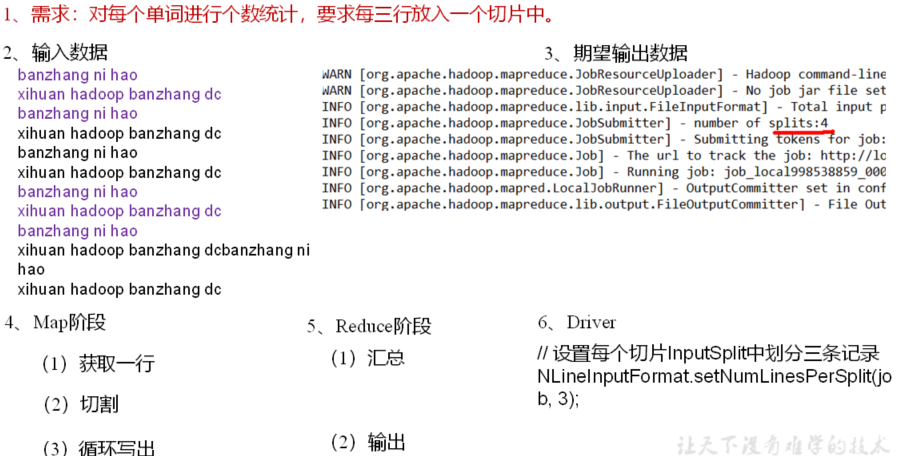 1、需求：对每个单词进行个数统计，要求每三行放入一个切片中。
2、输入数据
banzhang ni hao
xihuan hadoop banzhang dc
banzhang ni hao
xihuan hadoop banzhang dc
banzhang ni hao
xihuan hadoop banzhang dc
banzhang ni hao
xihuan hadoop banzhang dc
banzhang ni hao
xihuan hadoop banzhang dcbanzhang ni
hao
xihuan hadoop banzhang dc
3、期望输出数据
WARN [org.apache.hadoop.mapreduce.JobResourceUploader] - Hadoop command-line
WARN [org.apache.hadoop.mapreduce.JobResourceUploader] - No job jar file set
INFO [org.apache.hadoop.mapreduce.lib.input.FileInputFormat] - Total input p
INFO [org.apache.hadoop.mapreduce.JobSubmitter] - number of splits:4
INFO [org.apache.hadoop.mapreduce.JobSubmitter] - Submitting tokens for job:
INFO [org.apache.hadoop.mapreduce.Job] - The url to track the job: http://lo
INFO [org.apache.hadoop.mapreduce.Job] - Running job: job_local998538859_000
INFO [org.apache.hadoop.mapred.LocalJobRunner] - OutputCommitter set in conf
INFO [org.apache.hadoop.mapreduce.lib.output.FileOutputCommitter] - File Out
4、Map阶段
（1）获取一行
（2）切割
（3）循环写出
5、Reduce阶段
（1）汇总
（2）输出
6、Driver
// 设置每个切片InputSplit中划分三条记录
NLineInputFormat.setNumLinesPerSplit(jo
b, 3);
让天下没有难学的技术